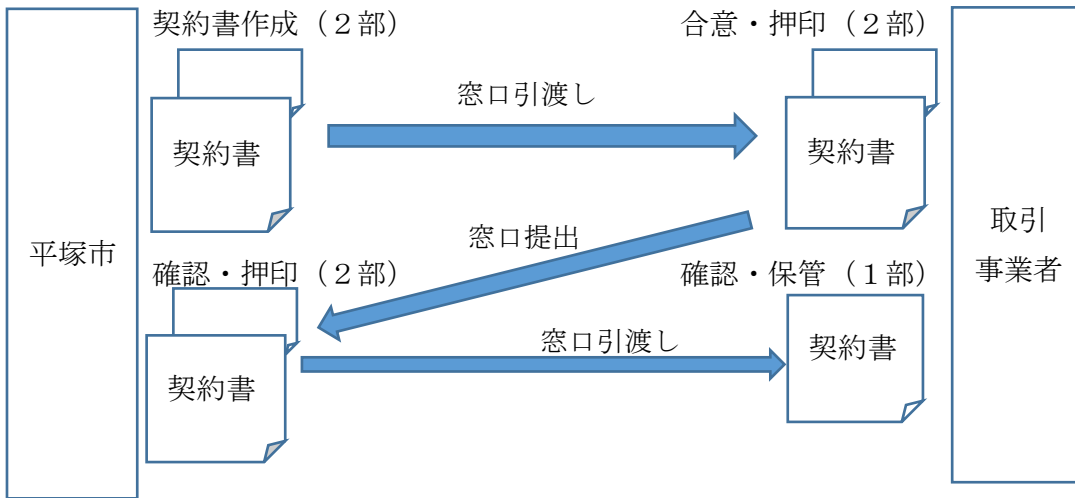 契約書作成（２部）
合意・押印（２部）
窓口引渡し
契約書
契約書
平塚市
取引
事業者
窓口提出
確認・押印（２部）
確認・保管（１部）
窓口引渡し
契約書
契約書